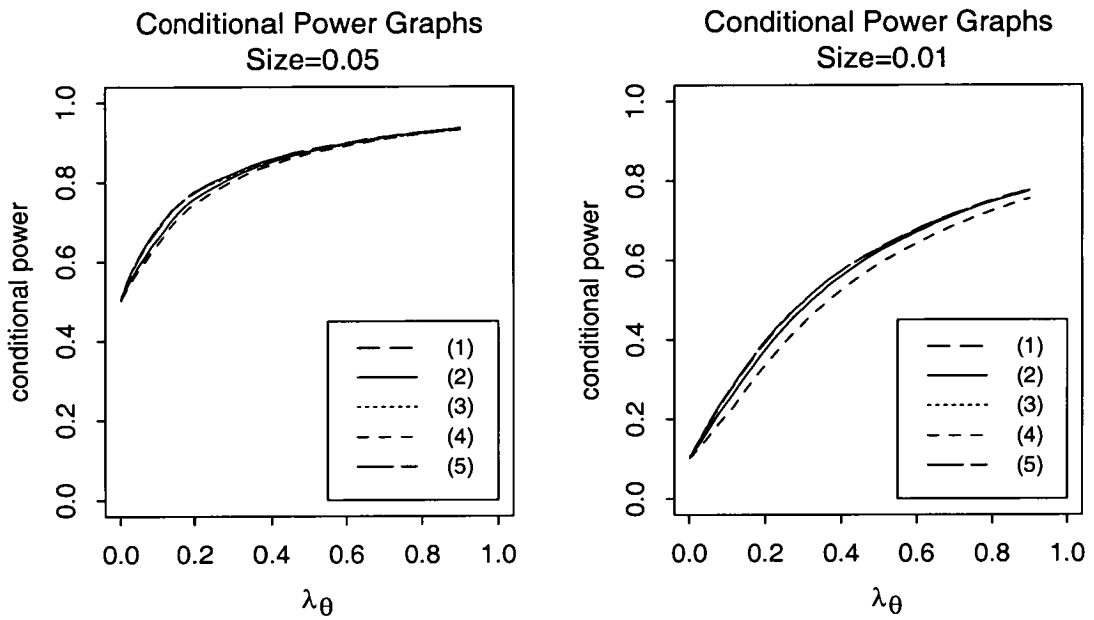 Conditional Power Graphs
Size=0.05
conditional power
1.0
0.8
0.6
0.4
0.2
0.0
(1)
(2)
(3)
(4)
(5)
0.0 0.2 0.4 0.6 0.8 1.0
λθ
Conditional Power Graphs
Size=0.01
conditional power
1.0
0.8
0.6
0.4
0.2
0.0
(1)
(2)
(3)
(4)
(5)
0.0 0.2 0.4 0.6 0.8 1.0
λθ